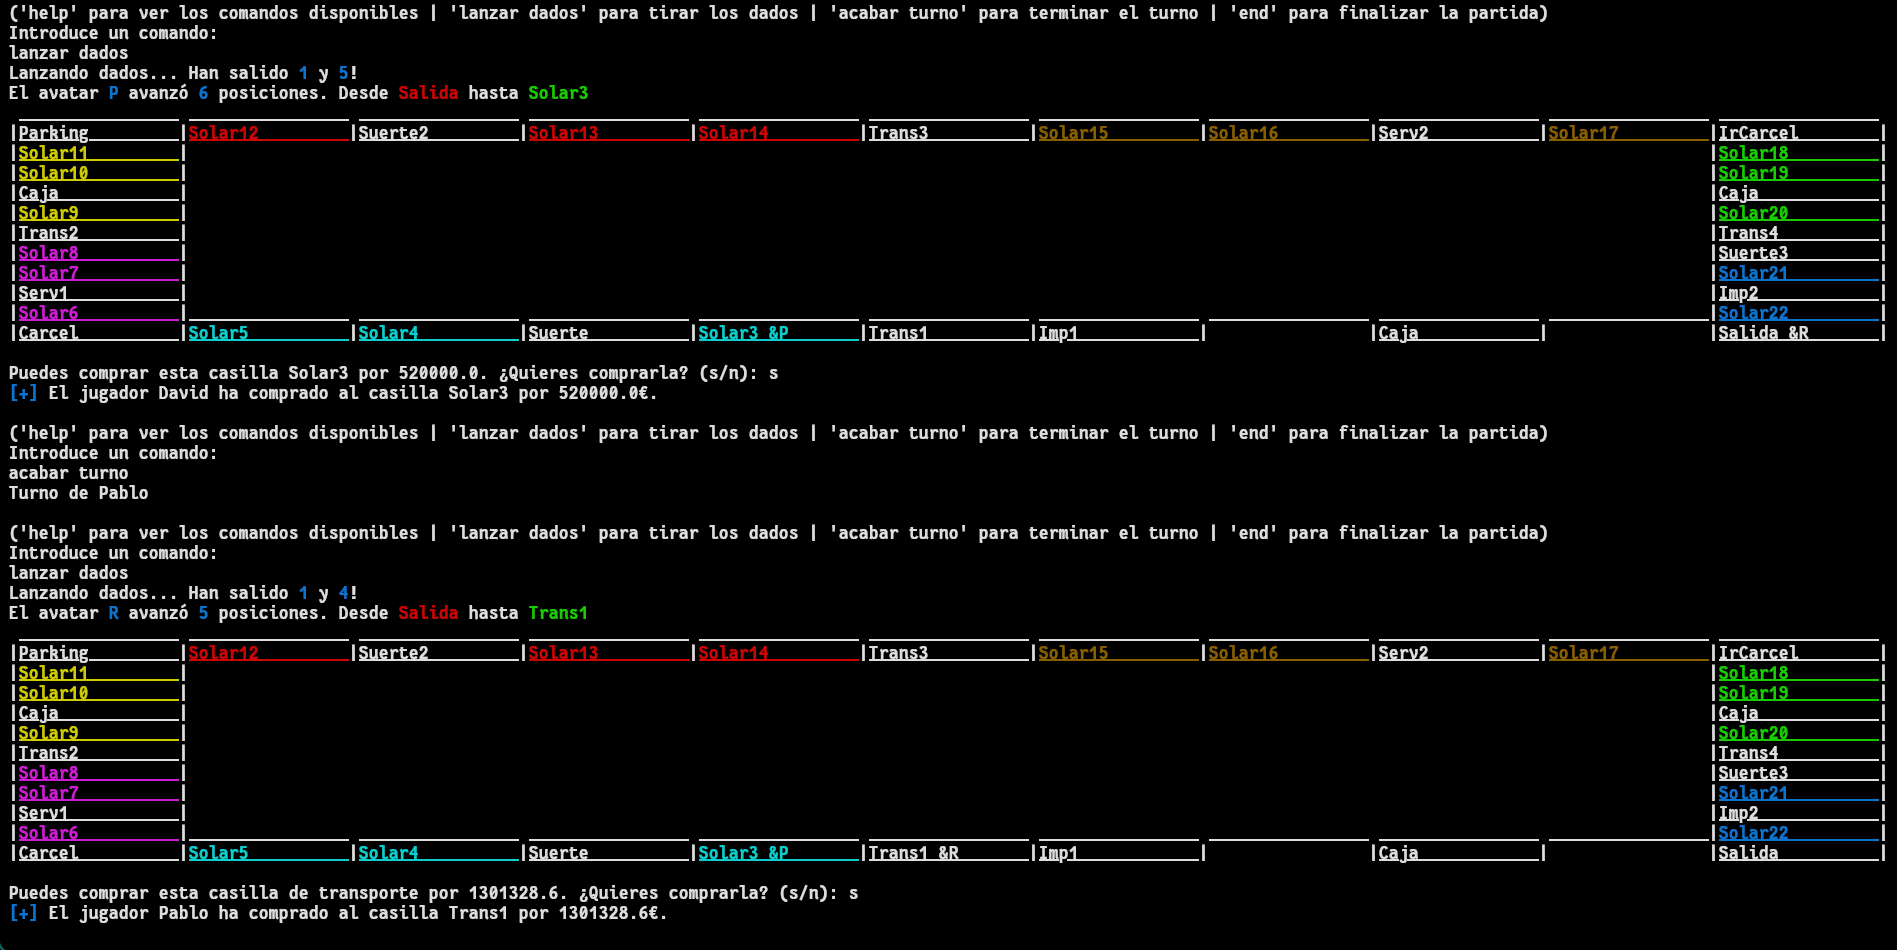 ('help' para ver los comandos disponibles | 'lanzar dados' para tirar los dados | 'acabar turno' para terminar el turno | 'end' para finalizar la partida)
Introduce un comando:
lanzar dados
Lanzando dados... Han salido 1 y 5!
El avatar P avanzó 6 posiciones. Desde Salida hasta Solar3
|Parking |Solar12 |Suerte2 |Solar13 |Solar14 |Trans3 |Solar15 |Solar16 |Serv2 |Solar17 |IrCarcel |
|Solar11 | |Solar18 |
|Solar10 | |Solar19 |
|Caja | |Caja |
|Solar9 | |Solar20 |
|Trans2 | |Trans4 |
|Solar8 | |Suerte3 |
|Solar7 | |Solar21 |
|Serv1 | |Imp2 |
|Solar6 | |Solar22 |
|Carcel |Solar5 |Solar4 |Suerte |Solar3 &P |Trans1 |Imp1 | |Caja | |Salida &R |
Puedes comprar esta casilla Solar3 por 520000.0. ¿Quieres comprarla? (s/n): s
[+] El jugador David ha comprado al casilla Solar3 por 520000.0€.
('help' para ver los comandos disponibles | 'lanzar dados' para tirar los dados | 'acabar turno' para terminar el turno | 'end' para finalizar la partida)
Introduce un comando:
acabar turno
Turno de Pablo
('help' para ver los comandos disponibles | 'lanzar dados' para tirar los dados | 'acabar turno' para terminar el turno | 'end' para finalizar la partida)
Introduce un comando:
lanzar dados
Lanzando dados... Han salido 1 y 4!
El avatar R avanzó 5 posiciones. Desde Salida hasta Trans1
|Parking |Solar12 |Suerte2 |Solar13 |Solar14 |Trans3 |Solar15 |Solar16 |Serv2 |Solar17 |IrCarcel |
|Solar11 | |Solar18 |
|Solar10 | |Solar19 |
|Caja | |Caja |
|Solar9 | |Solar20 |
|Trans2 | |Trans4 |
|Solar8 | |Suerte3 |
|Solar7 | |Solar21 |
|Serv1 | |Imp2 |
|Solar6 | |Solar22 |
|Carcel |Solar5 |Solar4 |Suerte |Solar3 &P |Trans1 &R |Imp1 | |Caja | |Salida |
Puedes comprar esta casilla de transporte por 1301328.6. ¿Quieres comprarla? (s/n): s
[+] El jugador Pablo ha comprado al casilla Trans1 por 1301328.6€.